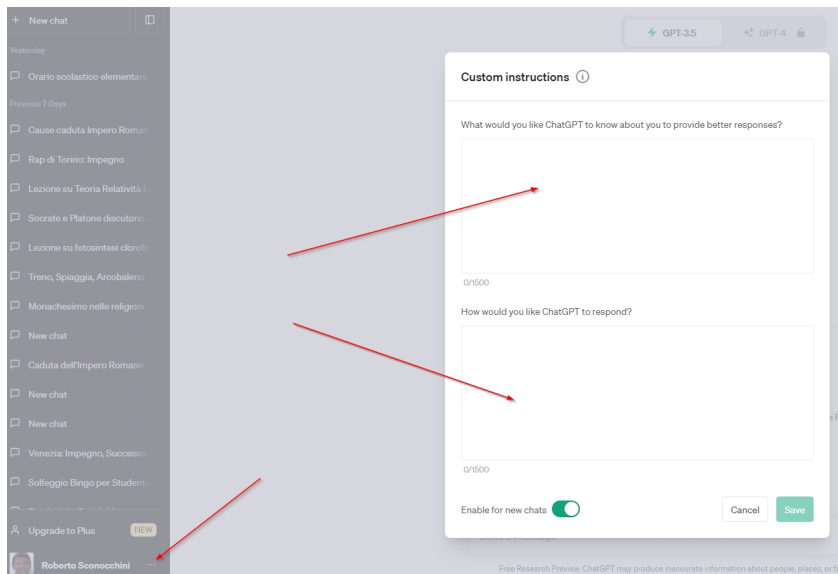 + New chat
Yesterday
Orario scolastico elementare
Previous 7 Days
Cause caduta Impero Roman
Rap di Torino: Impegno
Lezione su Teoria Relatività E
Socrate e Platone discutono
Lezione su fotosintesi clorofi
Treno, Spiaggia, Arcobaleno
Monachesimo nelle religioni
New chat
Caduta dell'Impero Romano
New chat
New chat
Venezia: Impegno, Successo,
Solfeggio Bingo per Studenti
Upgrade to Plus NEW
Roberto Sconocchini ...
GPT-3.5 GPT-4
Custom instructions
What would you like ChatGPT to know about you to provide better responses?
0/1500
How would you like ChatGPT to respond?
0/1500
Enable for new chats Cancel Save
Free Research Preview. ChatGPT may produce inaccurate information about people, places, or fa